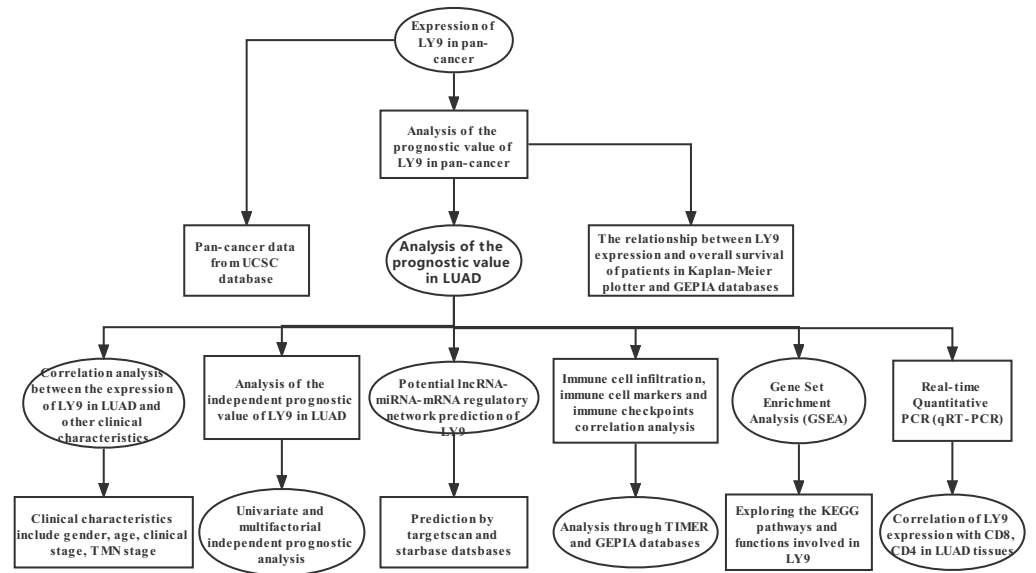 Expression of
LY9 in pan-
cancer
Analysis of the
prognostic value of
LY9 in pan-cancer
Pan-cancer data
from UCSC
database
Analysis of the
prognostic value
in LUAD
The relationship between LY9
expression and overall survival
of patients in Kaplan-Meier
plotter and GEPIA databases
Correlation analysis
between the expression
of LY9 in LUAD and
other clinical
characteristics
Analysis of the
independent prognostic
value of LY9 in LUAD
Potential lncRNA-
miRNA-mRNA regulatory
network prediction of
LY9
Immune cell infiltration,
immune cell markers and
immune checkpoints
correlation analysis
Gene Set
Enrichment
Analysis (GSEA)
Real-time
Quantitative
PCR (qRT-PCR)
Clinical characteristics
include gender, age, clinical
stage, TMN stage
Univariate and
multifactorial
independent prognostic
analysis
Prediction by
targetscan and
starbase datsbases
Analysis through TIMER
and GEPIA databases
Exploring the KEGG
pathways and
functions involved in
LY9
Correlation of LY9
expression with CD8,
CD4 in LUAD tissues